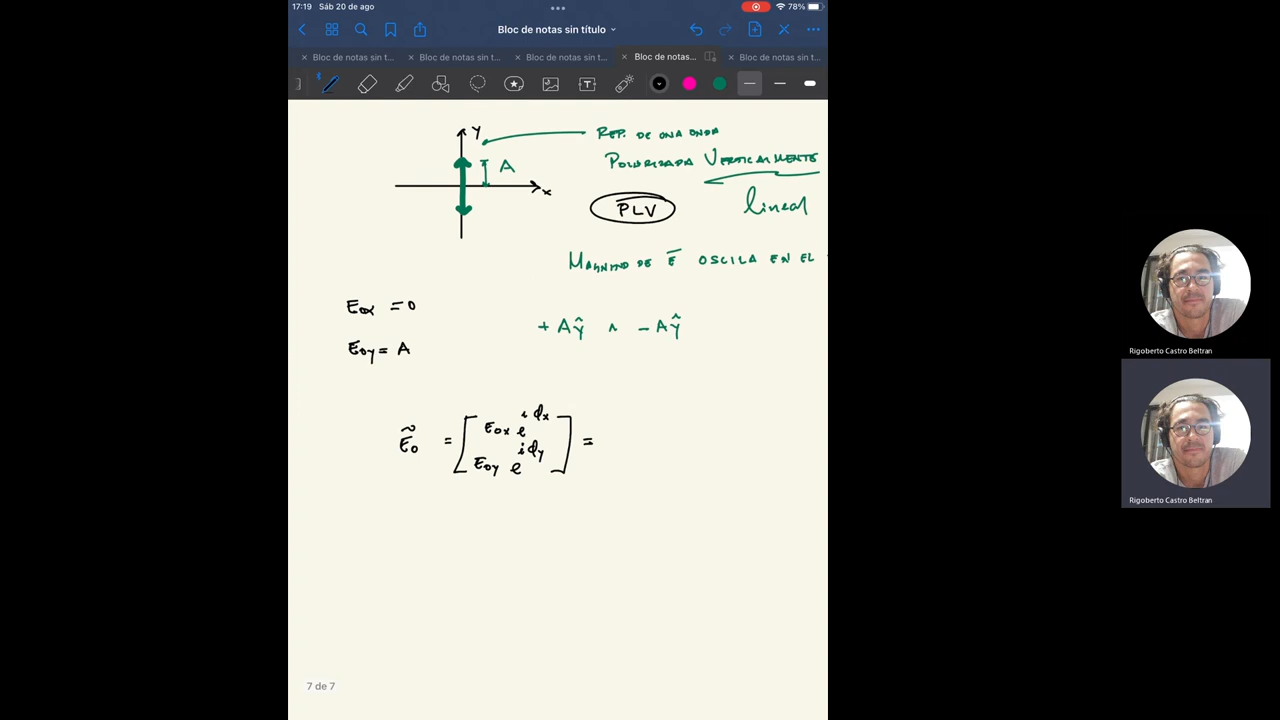 17:19 Sáb 20 de ago
78%
Bloc de notas sin título
Bloc de notas sin t...
Bloc de notas sin t...
Bloc de notas sin t...
Bloc de notas...
Bloc de notas sin tít...
Y
A
x
REP. DE ONA ONDA
POLARIZADA VERTICALMENTE
PLV
lineal
DE E̅ OSCILA EN EL
E₀ₓ = 0
+ Aŷ ∧ - Aŷ
E₀y = A
Ẽ₀ = [ E₀ₓ e^{iφₓ} ; E₀y e^{iφy} ] =
7 de 7
Rigoberto Castro Beltran
Rigoberto Castro Beltran